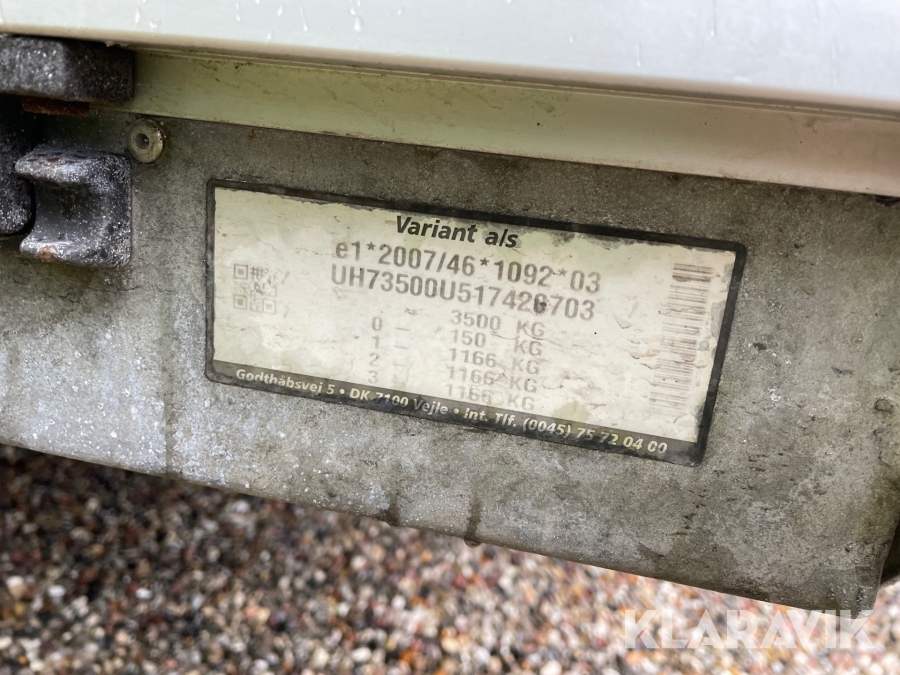 Variant a/s
e1*2007/46*1092*03
UH73500U517420703
3500 KG
0 - 150 KG
1 - 1166 KG
2 - 1166 KG
3 - 1166 KG
Godthåbsvej 5 • DK-7100 Vejle • Int. Tlf. (0045) 75 72 04 00
KLARAVIK